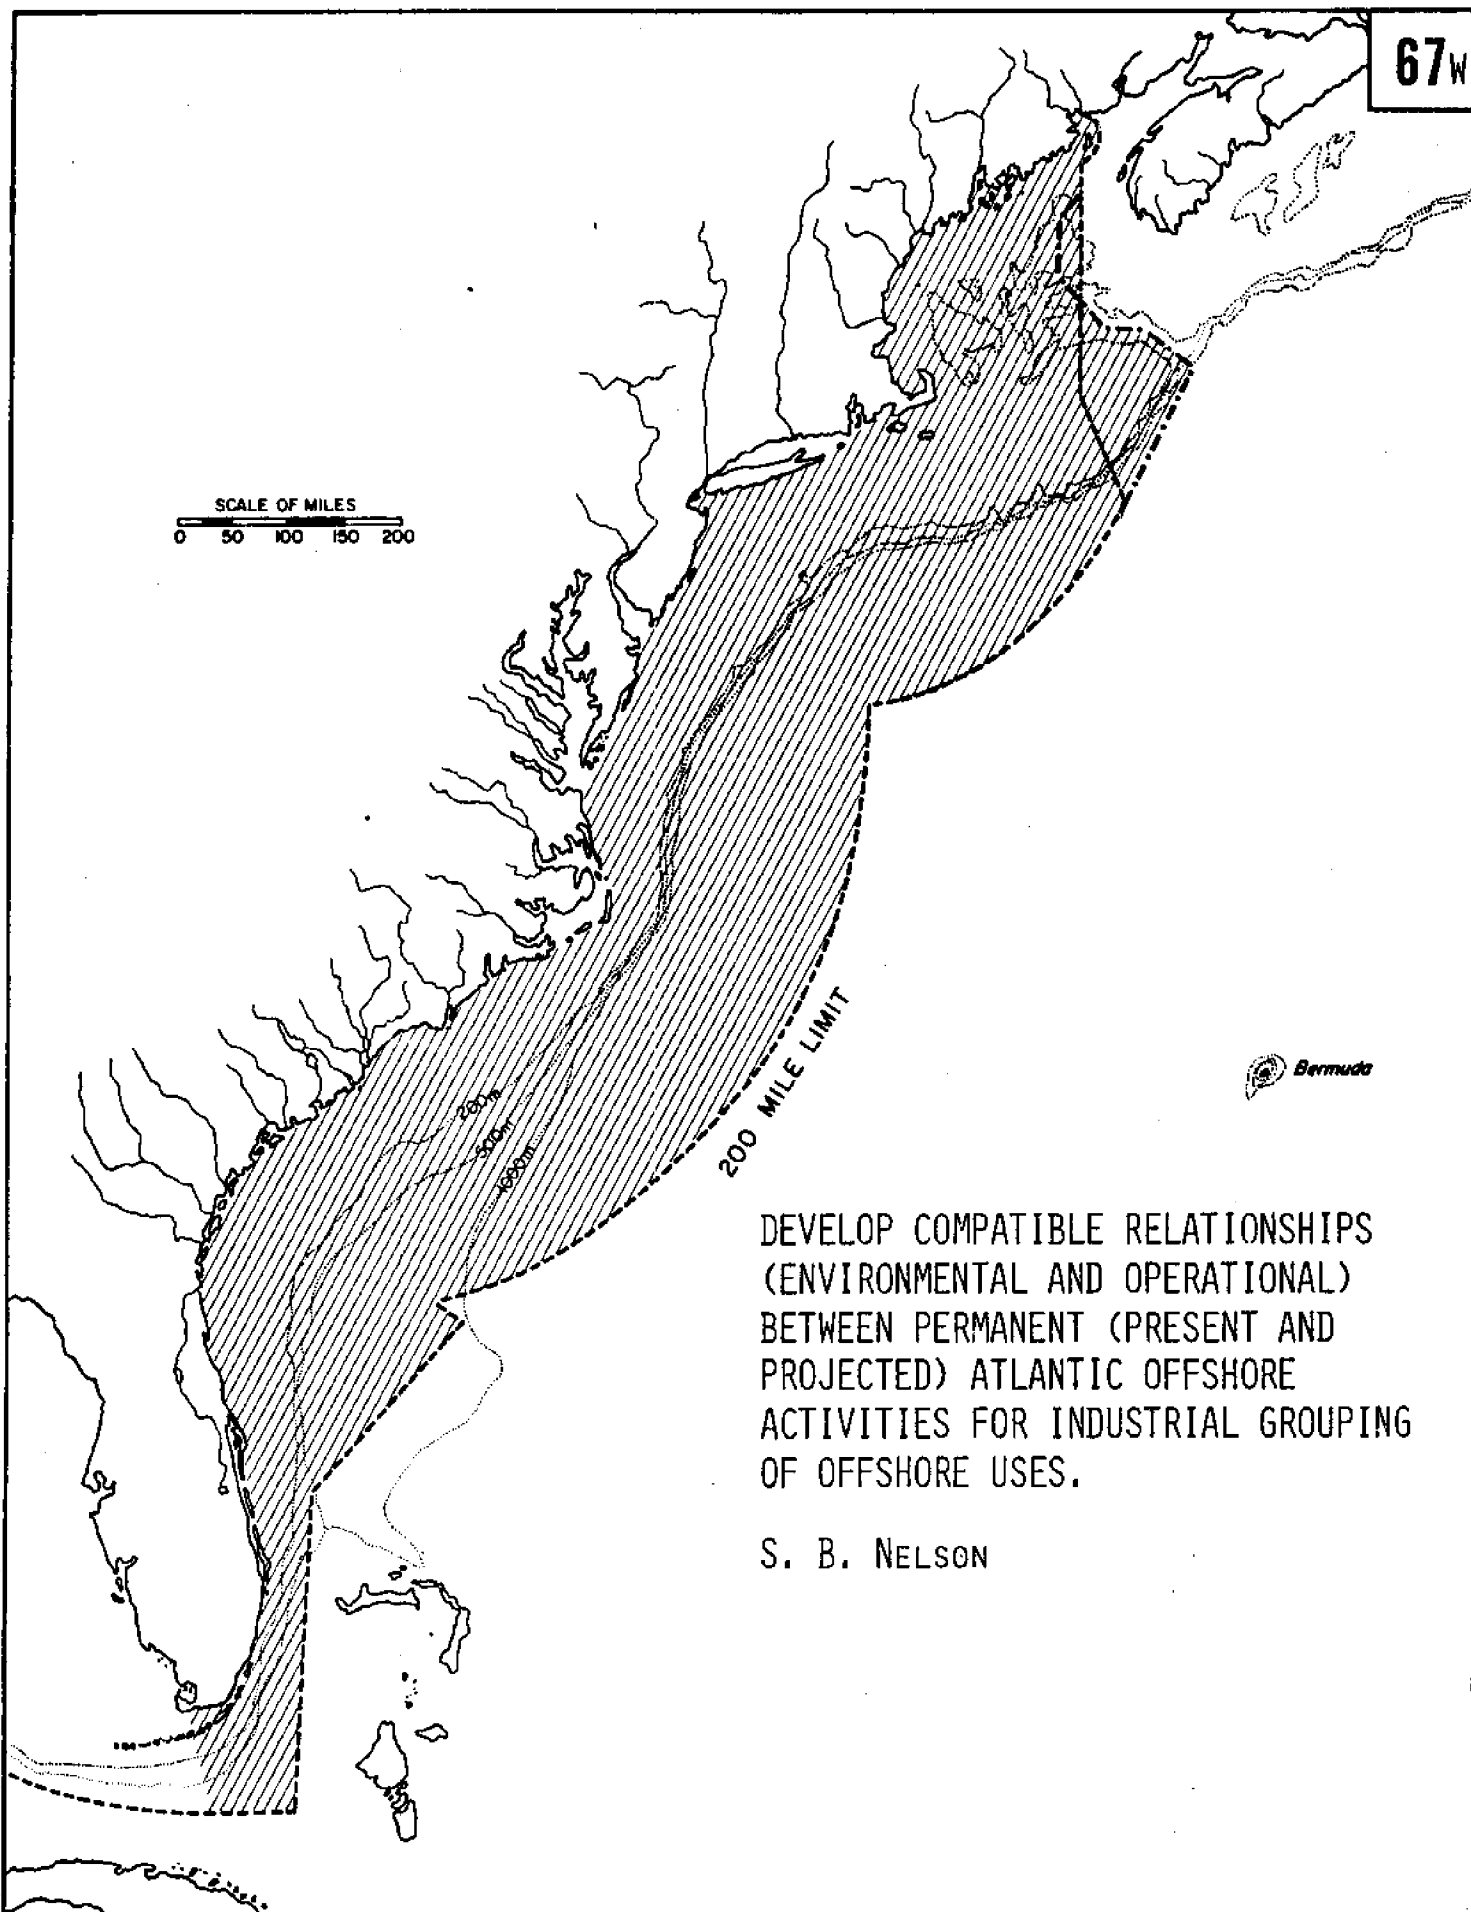 67W
SCALE OF MILES
0 50 100 150 200
200 MILE LIMIT
Bermuda
200m
500m
1000m
DEVELOP COMPATIBLE RELATIONSHIPS
(ENVIRONMENTAL AND OPERATIONAL)
BETWEEN PERMANENT (PRESENT AND
PROJECTED) ATLANTIC OFFSHORE
ACTIVITIES FOR INDUSTRIAL GROUPING
OF OFFSHORE USES.
S. B. NELSON